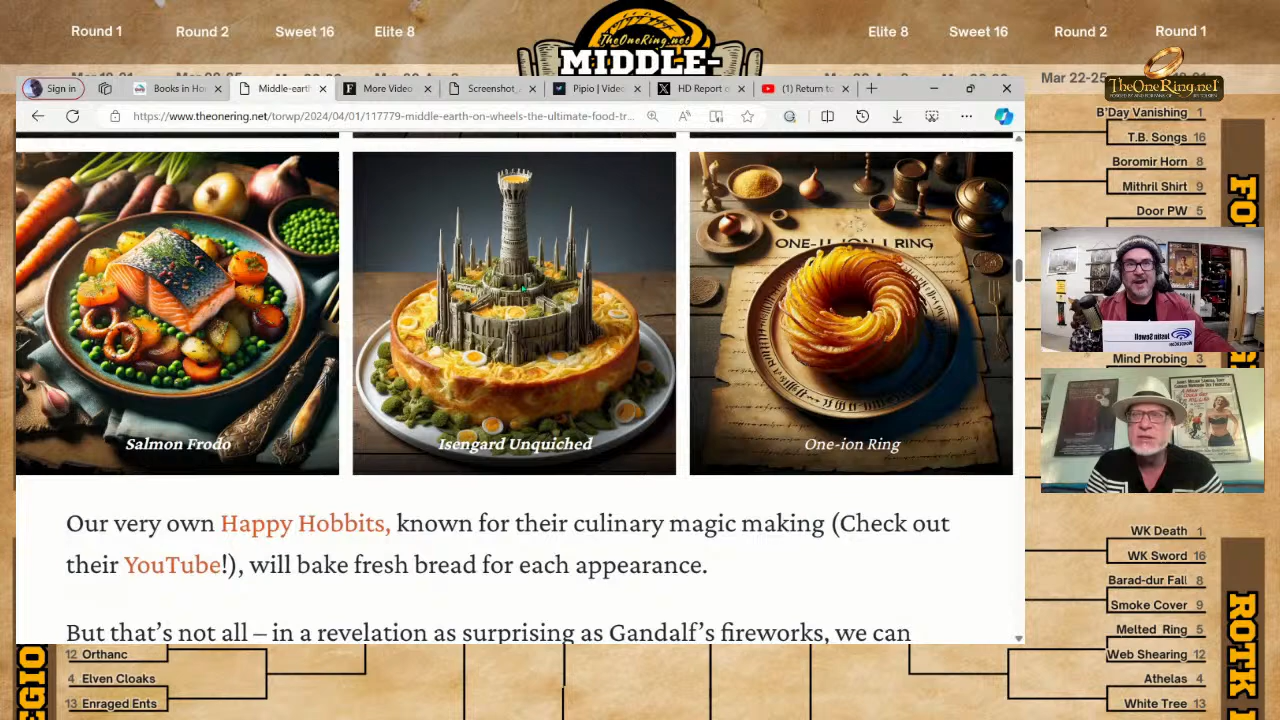 Round 1 Round 2 Sweet 16 Elite 8
TheOneRing.net
MIDDLE-
Elite 8 Sweet 16 Round 2 Round 1
Mar 22-25
TheOneRing.net
Sign in
Books in Ho
Middle-eart
More Video
Screenshot_
Pipio | Vide
HD Report o
(1) Return to
https://www.theonering.net/torwp/2024/04/01/117779-middle-earth-on-wheels-the-ultimate-food-tr...
Salmon Frodo
Isengard Unquiched
One-ion Ring
Our very own Happy Hobbits, known for their culinary magic making (Check out
their YouTube!), will bake fresh bread for each appearance.
But that's not all – in a revelation as surprising as Gandalf's fireworks, we can
B'Day Vanishing 1
T.B. Songs 16
Boromir Horn 8
Mithril Shirt 9
Door PW 5
Justin Sewell
Mind Probing 3
WK Death 1
WK Sword 16
Barad-dur Fall 8
Smoke Cover 9
Melted Ring 5
Web Shearing 12
Athelas 4
White Tree 13
ROTK
12 Orthanc
4 Elven Cloaks
13 Enraged Ents